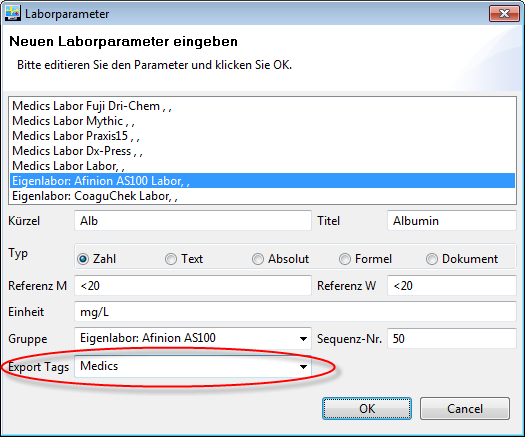 Laborparameter
Neuen Laborparameter eingeben
Bitte editieren Sie den Parameter und klicken Sie OK.
Medics Labor Fuji Dri-Chem , ,
Medics Labor Mythic , , ,
Medics Labor Praxis15 , ,
Medics Labor Dx-Press , ,
Medics Labor Labor, ,
Eigenlabor: Afinion AS100 Labor, ,
Eigenlabor: CoaguChek Labor, ,
Kürzel Alb Titel Albumin
Typ Zahl Text Absolut Formel Dokument
Referenz M <20 Referenz W <20
Einheit mg/L
Gruppe Eigenlabor: Afinion AS100 Sequenz-Nr. 50
Export Tags Medics
OK Cancel